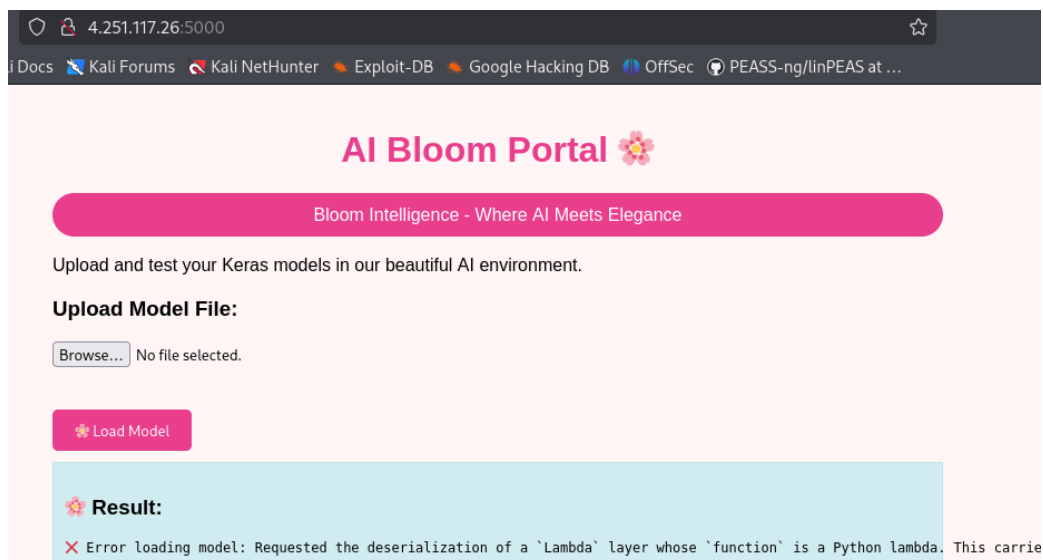 4.251.117.26:5000
i Docs Kali Forums Kali NetHunter Exploit-DB Google Hacking DB OffSec PEASS-ng/linPEAS at ...
AI Bloom Portal
Bloom Intelligence - Where AI Meets Elegance
Upload and test your Keras models in our beautiful AI environment.
Upload Model File:
Browse... No file selected.
Load Model
Result:
Error loading model: Requested the deserialization of a `Lambda` layer whose `function` is a Python lambda. This carrie